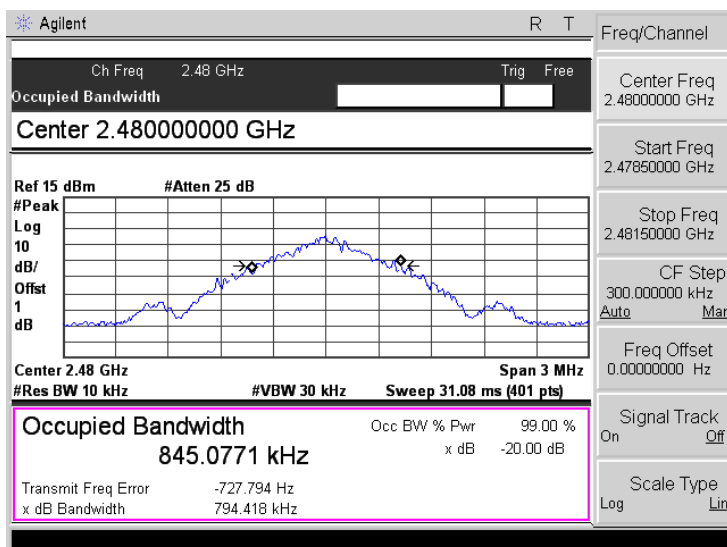 Agilent R T
Ch Freq 2.48 GHz Trig Free
Occupied Bandwidth
Center 2.480000000 GHz
Ref 15 dBm #Atten 25 dB
#Peak
Log
10
dB/
Offst
1
dB
Center 2.48 GHz Span 3 MHz
#Res BW 10 kHz #VBW 30 kHz Sweep 31.08 ms (401 pts)
Occupied Bandwidth Occ BW % Pwr 99.00 %
845.0771 kHz x dB -20.00 dB
Transmit Freq Error -727.794 Hz
x dB Bandwidth 794.418 kHz
Freq/Channel
Center Freq
2.48000000 GHz
Start Freq
2.47850000 GHz
Stop Freq
2.48150000 GHz
CF Step
300.000000 kHz
Auto Man
Freq Offset
0.00000000 Hz
Signal Track
On Off
Scale Type
Log Lin